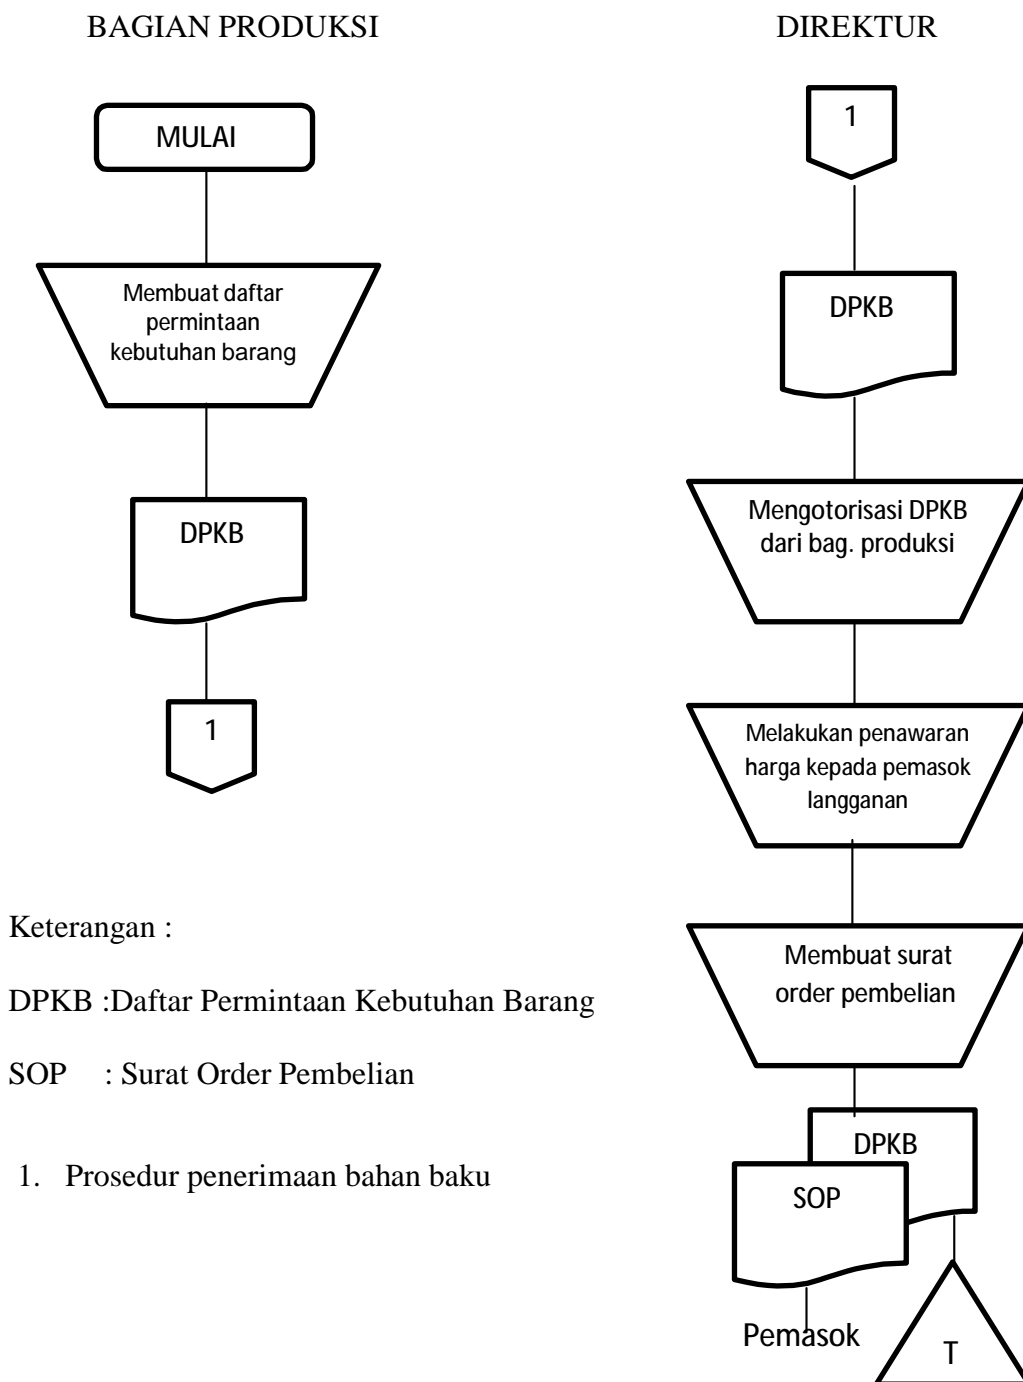 BAGIAN PRODUKSI
MULAI
Membuat daftar
permintaan
kebutuhan barang
DPKB
1
DIREKTUR
1
DPKB
Mengotorisasi DPKB
dari bag. produksi
Melakukan penawaran
harga kepada pemasok
langganan
Membuat surat
order pembelian
DPKB
SOP
Pemasok
T
Keterangan :
DPKB :Daftar Permintaan Kebutuhan Barang
SOP : Surat Order Pembelian
1. Prosedur penerimaan bahan baku